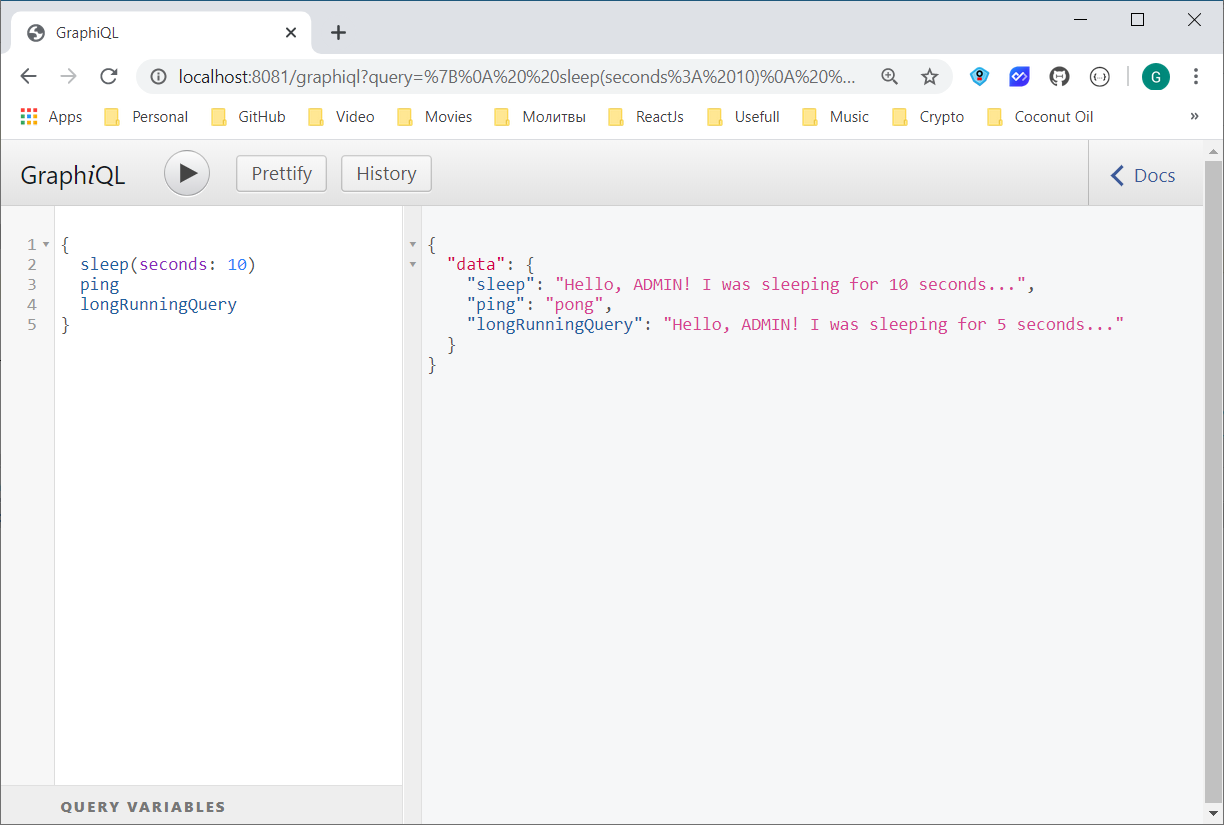 GraphiQL
localhost:8081/graphiql?query=%7B%0A%20%20sleep(seconds%3A%2010)%0A%20%...
G
Apps Personal GitHub Video Movies Молитвы ReactJs Usefull Music Crypto Coconut Oil »
GraphiQL Prettify History Docs
1 {
2 sleep(seconds: 10)
3 ping
4 longRunningQuery
5 }
{
"data": {
"sleep": "Hello, ADMIN! I was sleeping for 10 seconds...",
"ping": "pong",
"longRunningQuery": "Hello, ADMIN! I was sleeping for 5 seconds..."
}
}
QUERY VARIABLES